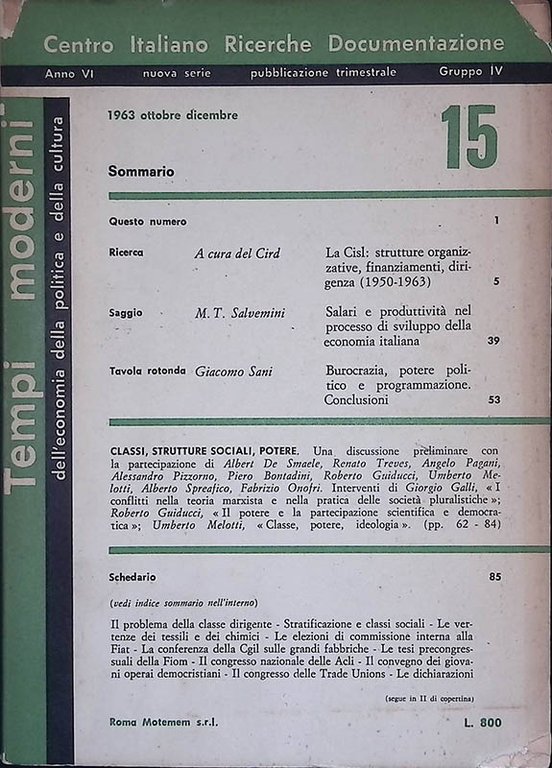 Centro Italiano Ricerche Documentazione
Anno VI nuova serie pubblicazione trimestrale Gruppo IV
Tempi moderni
dell'economia della politica e della cultura
1963 ottobre dicembre
15
Sommario
Questo numero 1
Ricerca A cura del Cird La Cisl: strutture organiz-
zative, finanziamenti, diri-
genza (1950-1963) 5
Saggio M. T. Salvemini Salari e produttività nel
processo di sviluppo della
economia italiana 39
Tavola rotonda Giacomo Sani Burocrazia, potere poli-
tico e programmazione.
Conclusioni 53
CLASSI, STRUTTURE SOCIALI, POTERE. Una discussione preliminare con
la partecipazione di Albert De Smaele, Renato Treves, Angelo Pagani,
Alessandro Pizzorno, Piero Bontadini, Roberto Guiducci, Umberto Me-
lotti, Alberto Spreafico, Fabrizio Onofri. Interventi di Giorgio Galli, « I
conflitti nella teoria marxista e nella pratica delle società pluralistiche »;
Roberto Guiducci, « Il potere e la partecipazione scientifica e democra-
tica »; Umberto Melotti, « Classe, potere, ideologia ». (pp. 62 - 84)
Schedario 85
(vedi indice sommario nell'interno)
Il problema della classe dirigente - Stratificazione e classi sociali - Le ver-
tenze dei tessili e dei chimici - Le elezioni di commissione interna alla
Fiat - La conferenza della Cgil sulle grandi fabbriche - Le tesi precongres-
suali della Fiom - Il congresso nazionale delle Acli - Il convegno dei giova-
ni operai democristiani - Il congresso delle Trade Unions - Le dichiarazioni
(segue in II di copertina)
Roma Motemem s.r.l. L. 800